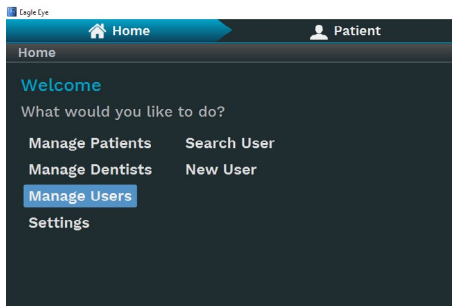 Eagle Eye
Home
Patient
Home
Welcome
What would you like to do?
Manage Patients
Search User
Manage Dentists
New User
Manage Users
Settings